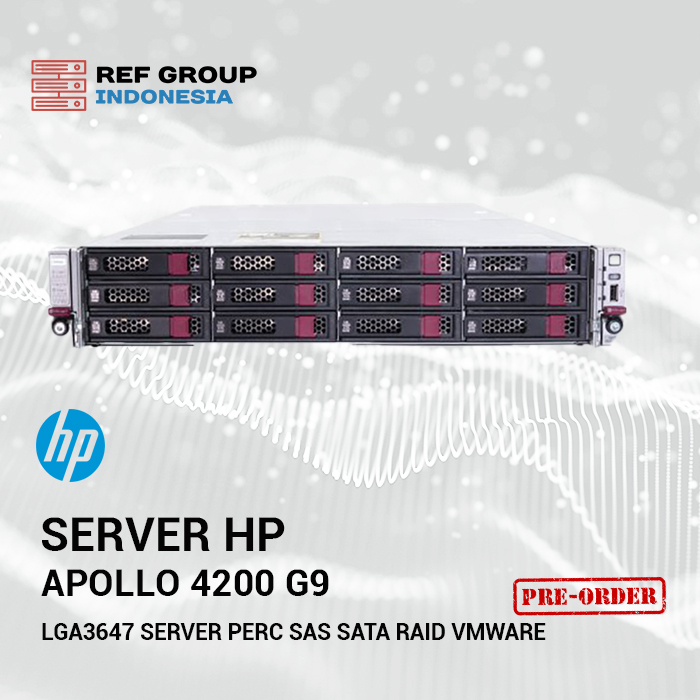 REF GROUP
INDONESIA
hp
SERVER HP
APOLLO 4200 G9
PRE-ORDER
LGA3647 SERVER PERC SAS SATA RAID VMWARE